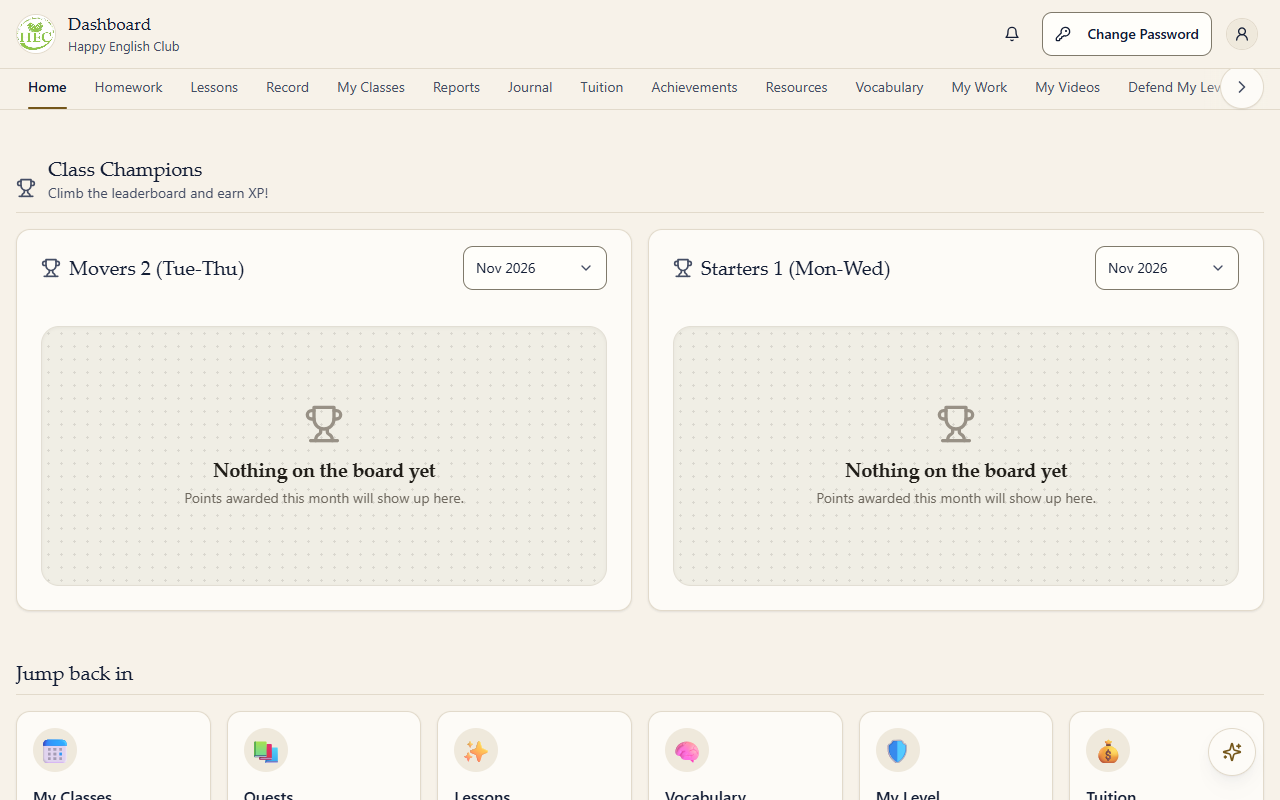 HEC
Dashboard
Happy English Club
Change Password
Home
Homework
Lessons
Record
My Classes
Reports
Journal
Tuition
Achievements
Resources
Vocabulary
My Work
My Videos
Defend My Lev
Class Champions
Climb the leaderboard and earn XP!
Movers 2 (Tue-Thu)
Nov 2026
Nothing on the board yet
Points awarded this month will show up here.
Starters 1 (Mon-Wed)
Nov 2026
Nothing on the board yet
Points awarded this month will show up here.
Jump back in
My Classes
Quests
Lessons
Vocabulary
My Level
Tuition